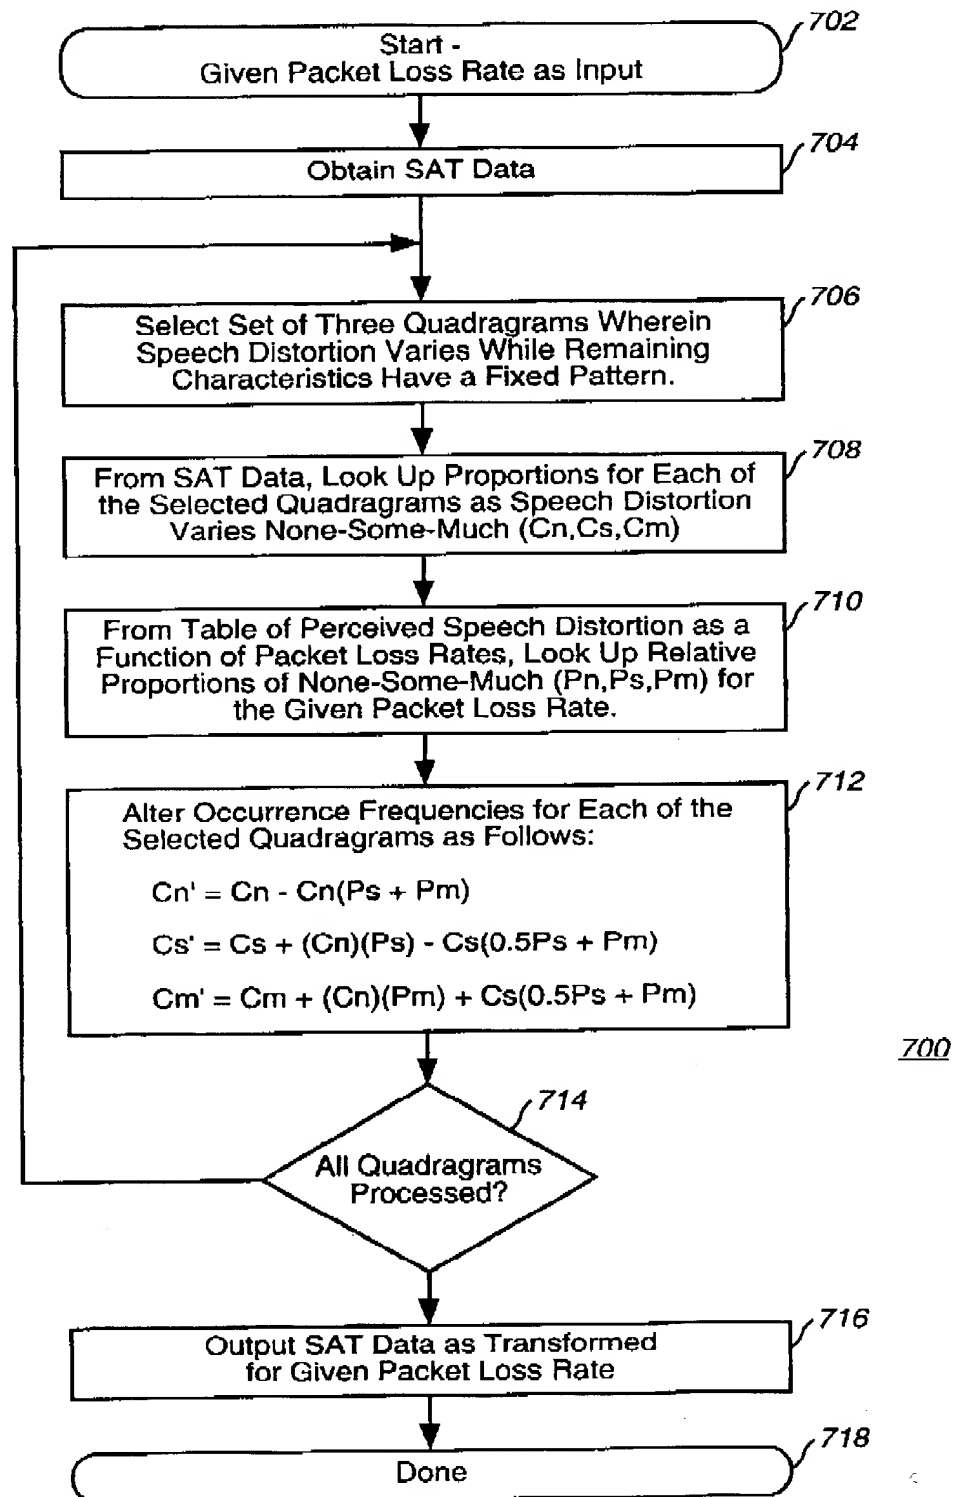 702
Start -
Given Packet Loss Rate as Input
704
Obtain SAT Data
706
Select Set of Three Quadragrams Wherein
Speech Distortion Varies While Remaining
Characteristics Have a Fixed Pattern.
708
From SAT Data, Look Up Proportions for Each of
the Selected Quadragrams as Speech Distortion
Varies None-Some-Much (Cn,Cs,Cm)
710
From Table of Perceived Speech Distortion as a
Function of Packet Loss Rates, Look Up Relative
Proportions of None-Some-Much (Pn,Ps,Pm) for
the Given Packet Loss Rate.
712
Alter Occurrence Frequencies for Each of the
Selected Quadragrams as Follows:
Cn' = Cn - Cn(Ps + Pm)
Cs' = Cs + (Cn)(Ps) - Cs(0.5Ps + Pm)
Cm' = Cm + (Cn)(Pm) + Cs(0.5Ps + Pm)
700
714
All Quadragrams
Processed?
716
Output SAT Data as Transformed
for Given Packet Loss Rate
718
Done